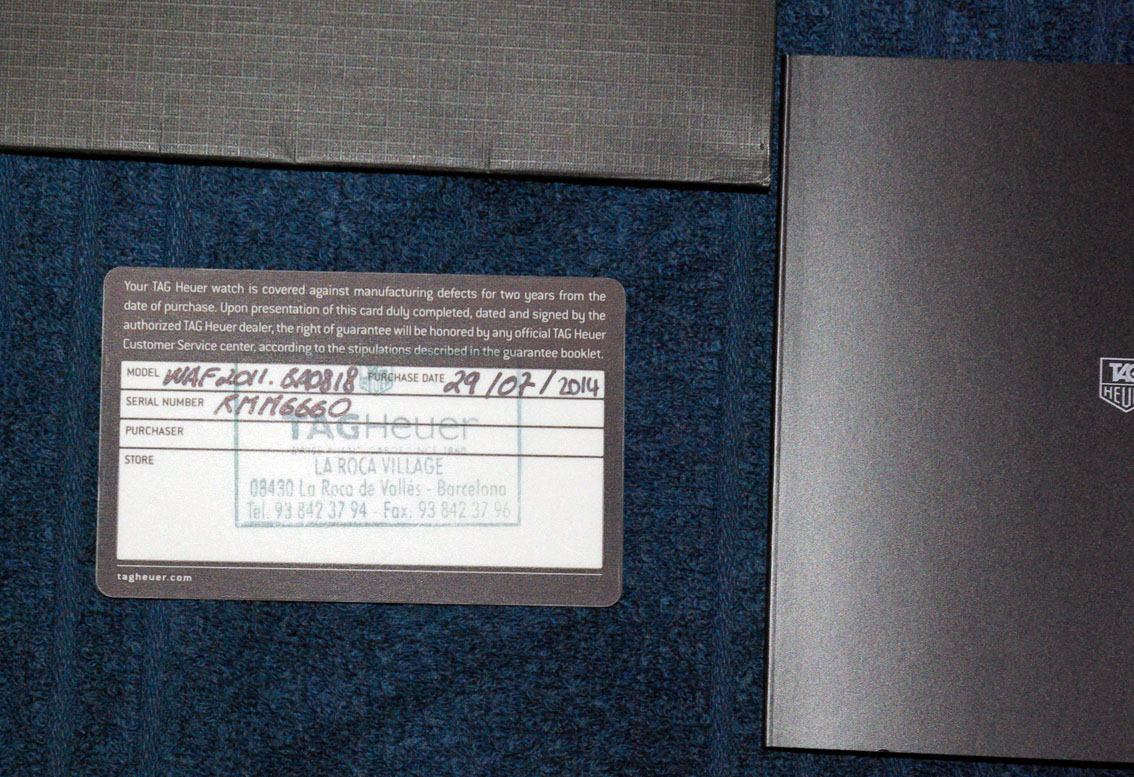 Your TAG Heuer watch is covered against manufacturing defects for two years from the
date of purchase. Upon presentation of this card duly completed, dated and signed by the
authorized TAG Heuer dealer, the right of guarantee will be honored by any official TAG Heuer
Customer Service center, according to the stipulations described in the guarantee booklet.
MODEL WAF2011.BA0818 PURCHASE DATE 29/07/2014
SERIAL NUMBER RMM6660
TAGHeuer
PURCHASER
STORE
LA ROCA VILLAGE
08430 La Roca de Vallés - Barcelona
Tel. 93 842 37 94 - Fax. 93 842 37 96
tagheuer.com
TAG
HEU